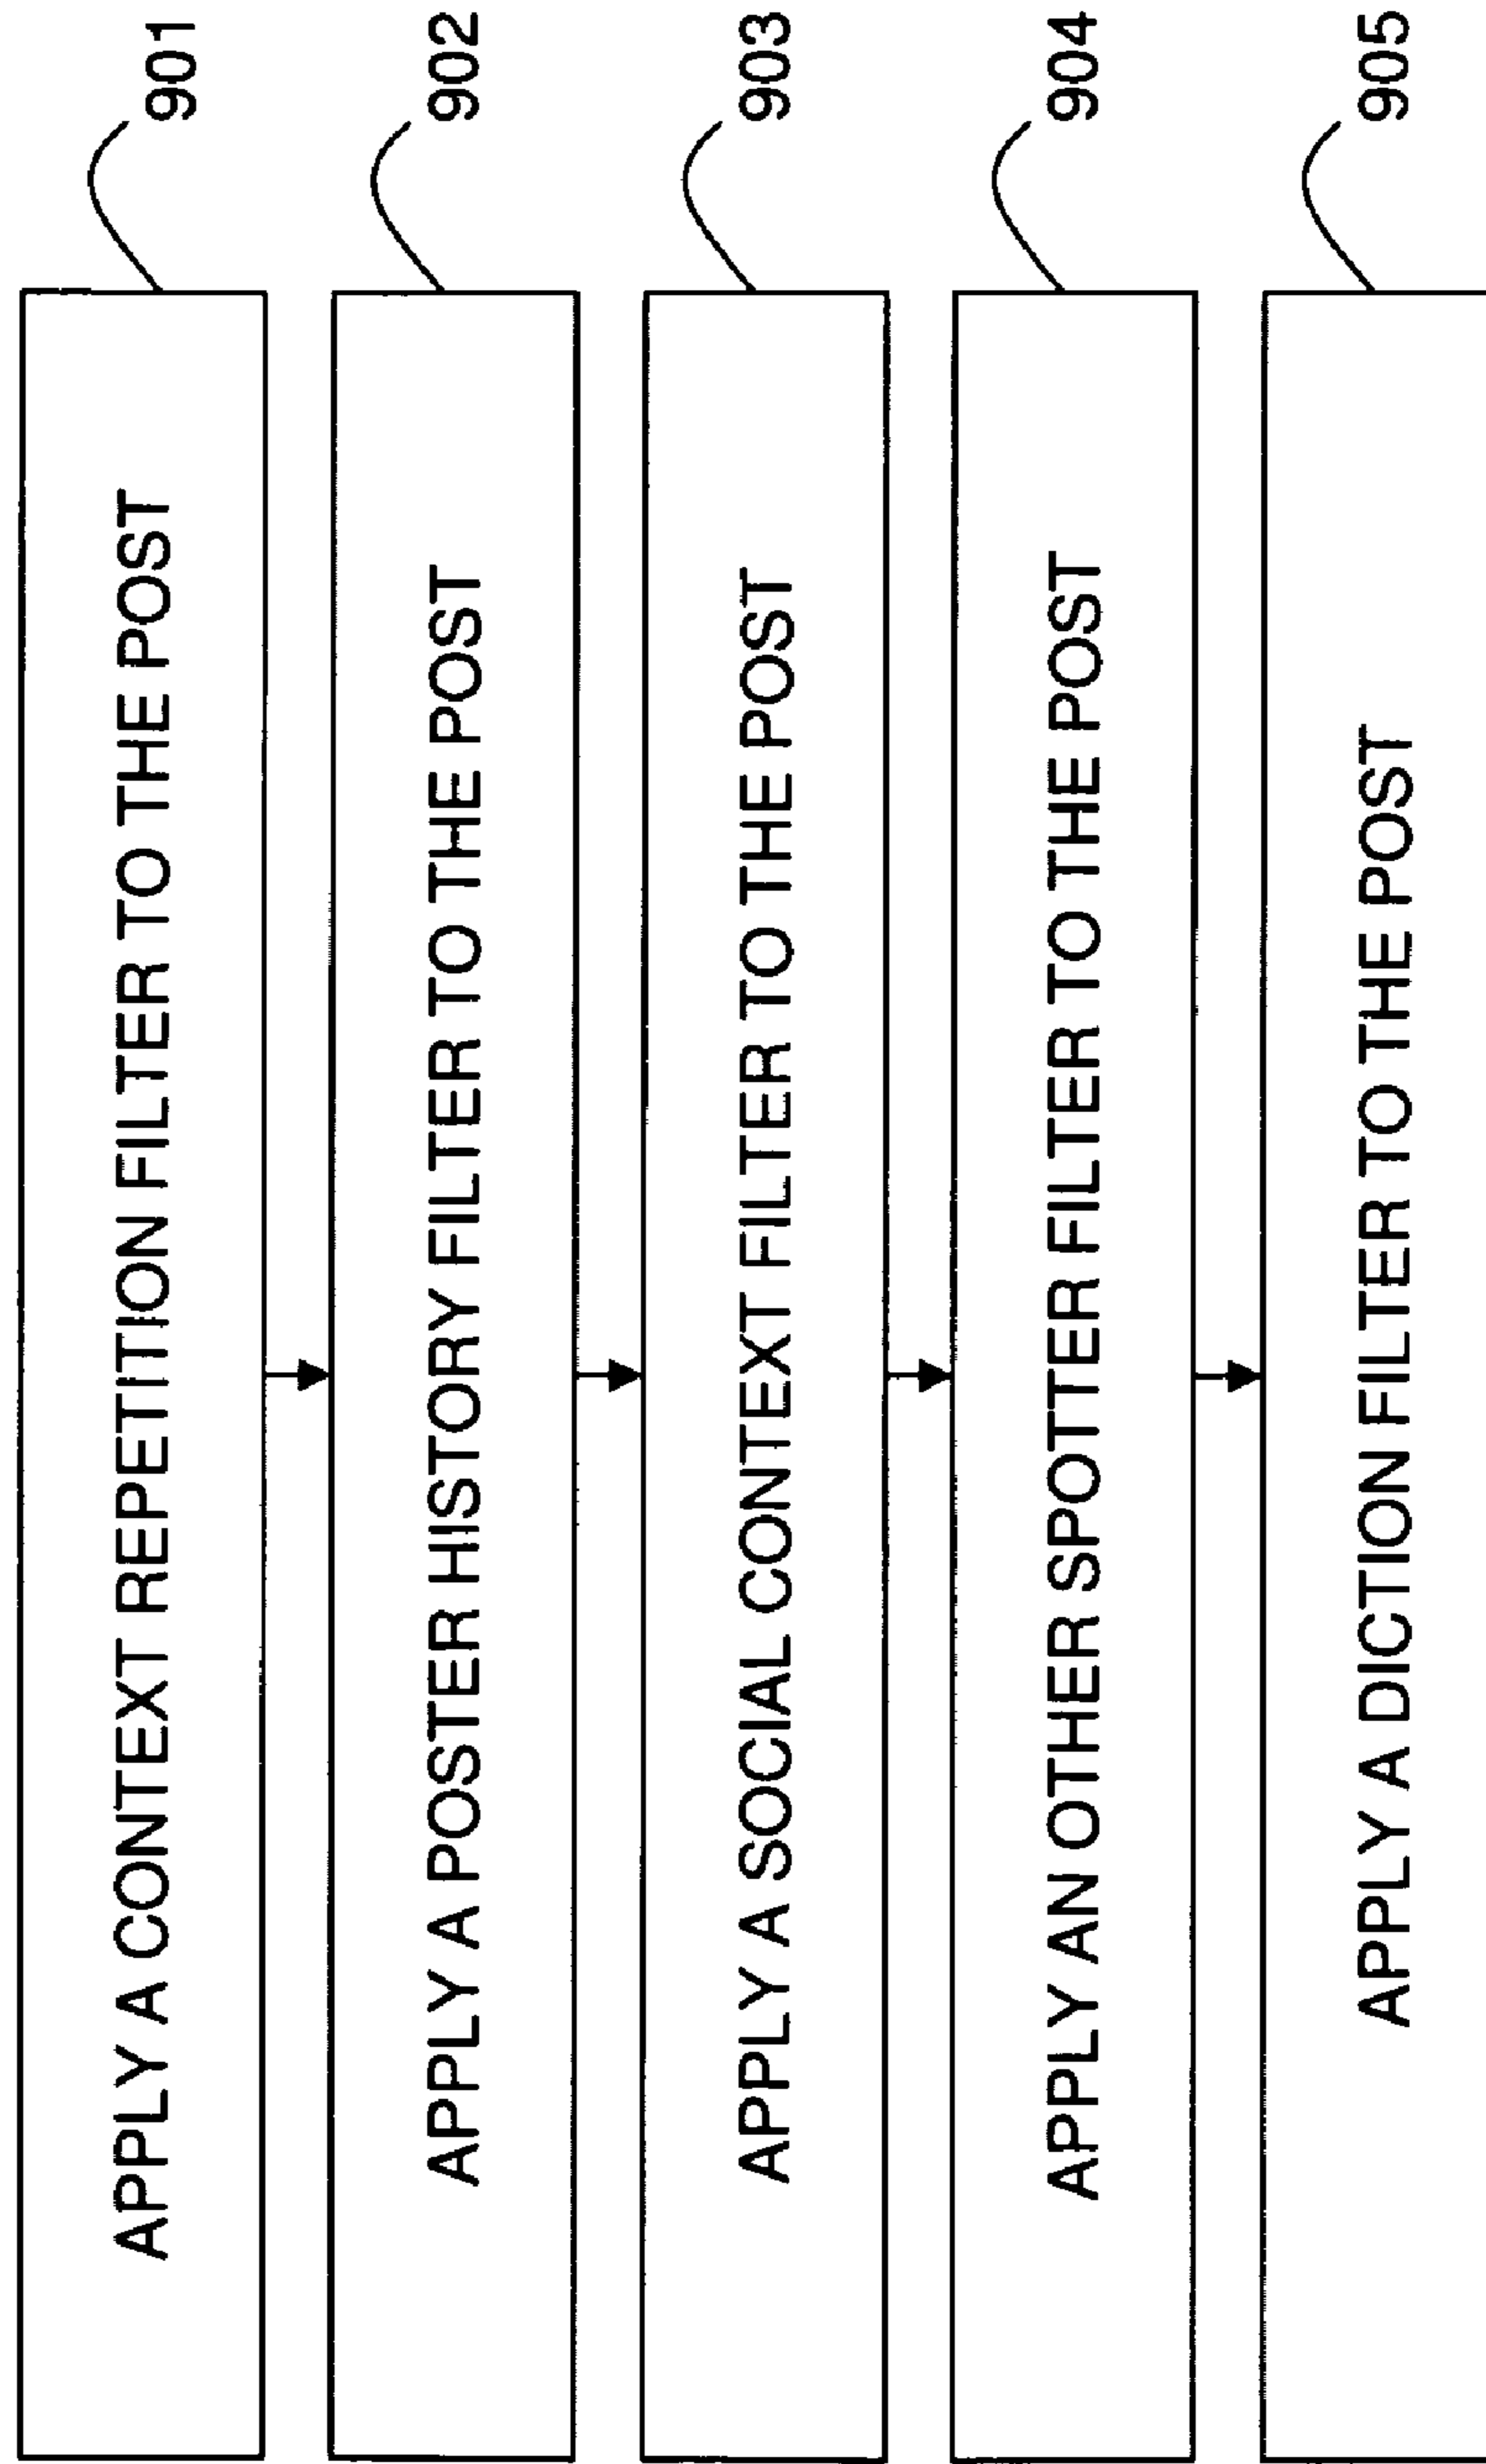 APPLY A CONTEXT REPETITION FILTER TO THE POST
901
APPLY A POSTER HISTORY FILTER TO THE POST
902
APPLY A SOCIAL CONTEXT FILTER TO THE POST
903
APPLY AN OTHER SPOTTER FILTER TO THE POST
904
APPLY A DICTION FILTER TO THE POST
905